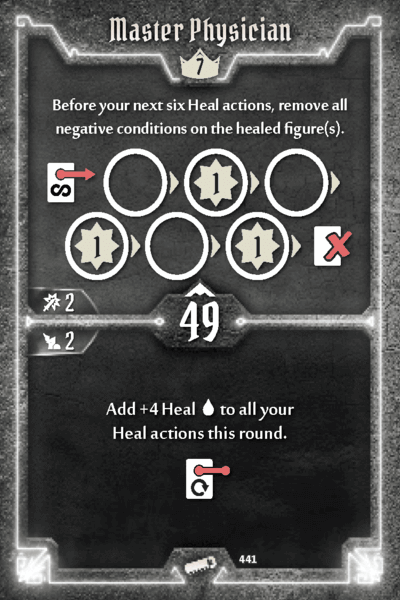 Master Physician
7
Before your next six Heal actions, remove all
negative conditions on the healed figure(s).
1
1
1
2
49
2
Add +4 Heal to all your
Heal actions this round.
441